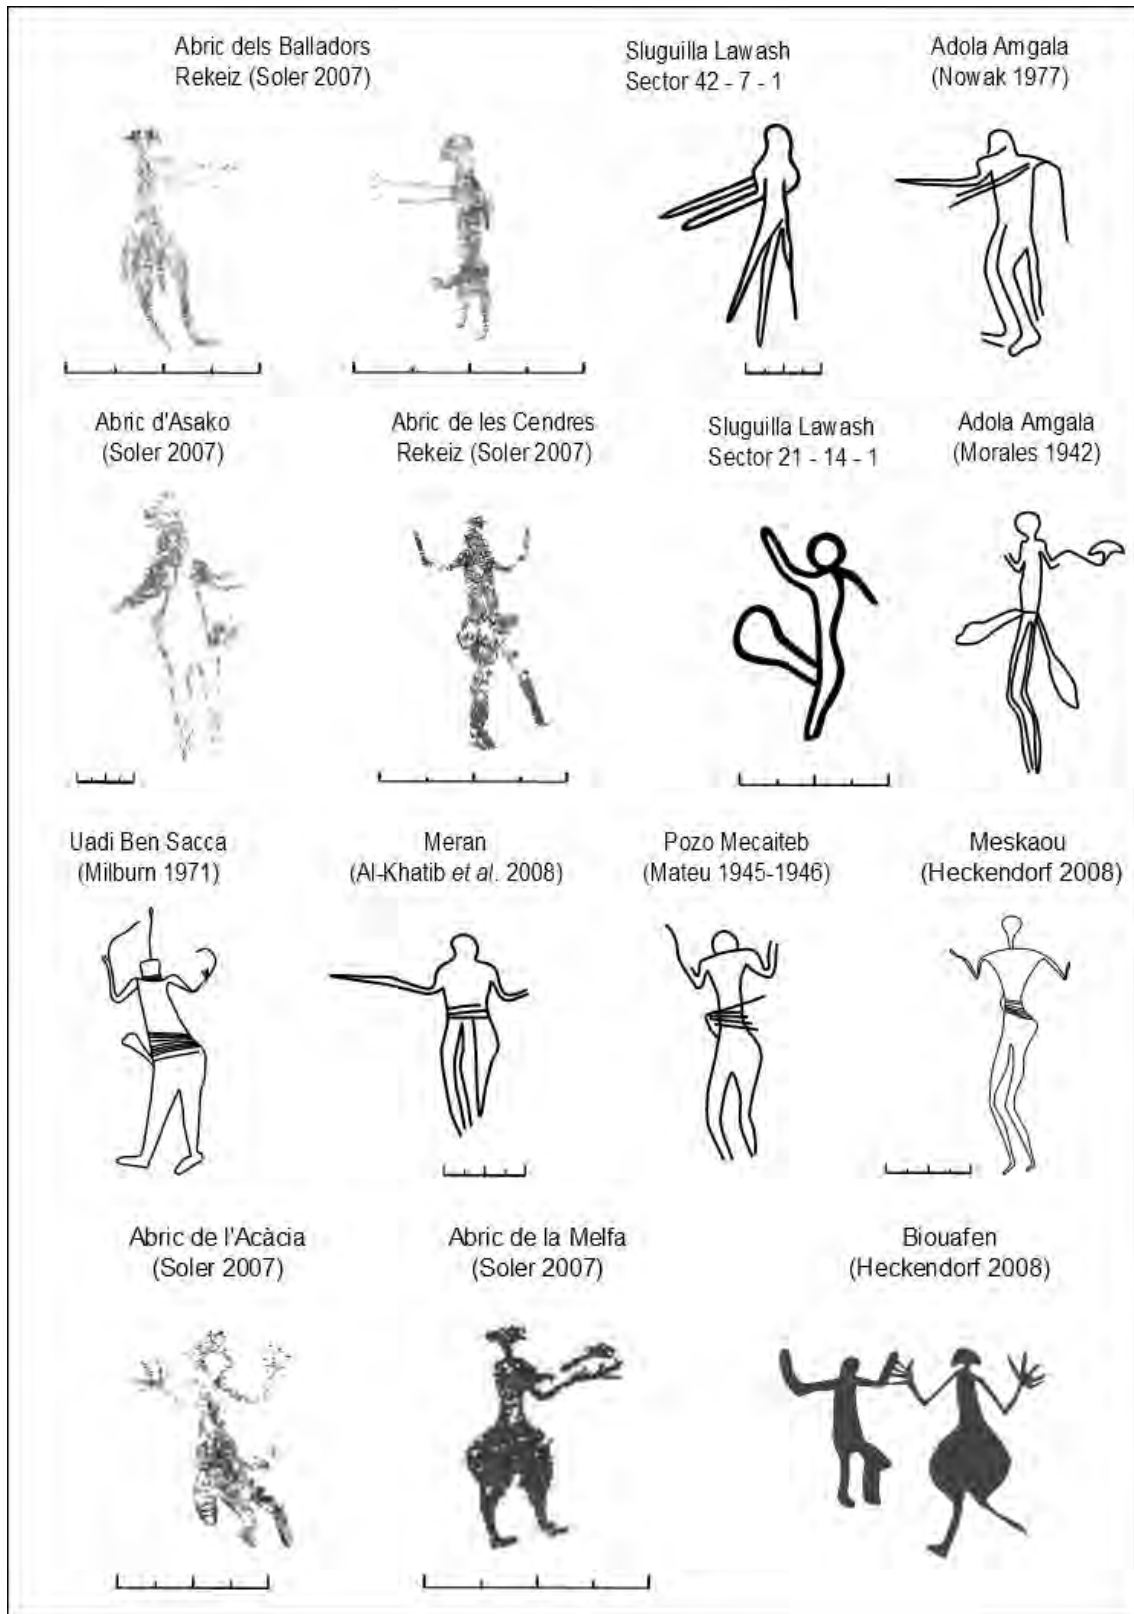 Abric dels Balladors
Rekeiz (Soler 2007)
Sluguilla Lawash
Sector 42 - 7 - 1
Adola Amgala
(Nowak 1977)
Abric d'Asako
(Soler 2007)
Abric de les Cendres
Rekeiz (Soler 2007)
Sluguilla Lawash
Sector 21 - 14 - 1
Adola Amgala
(Morales 1942)
Uadi Ben Sacca
(Milburn 1971)
Meran
(Al-Khatib et al. 2008)
Pozo Mecaiteb
(Mateu 1945-1946)
Meskaou
(Heckendorf 2008)
Abric de l'Acàcia
(Soler 2007)
Abric de la Melfa
(Soler 2007)
Biouafen
(Heckendorf 2008)